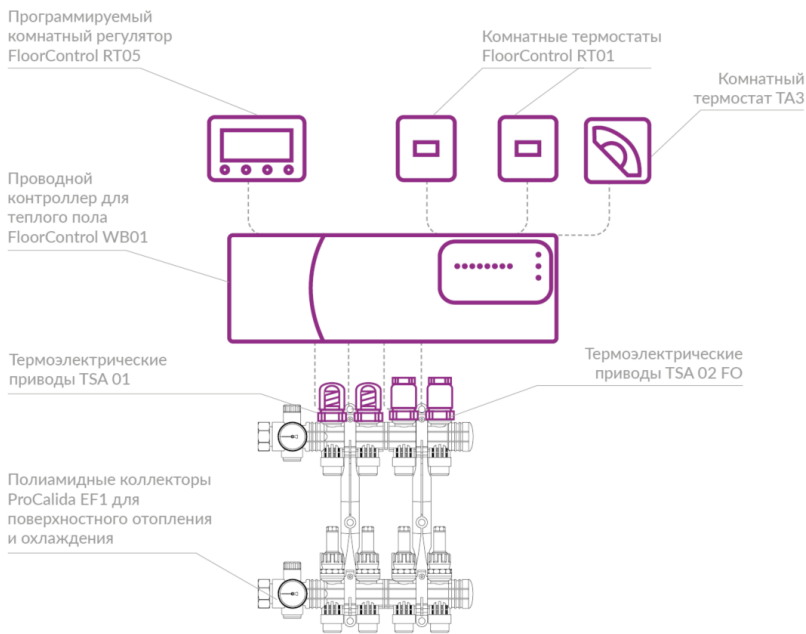 Программируемый
комнатный регулятор
FloorControl RT05
Комнатные термостаты
FloorControl RT01
Комнатный
термостат TA3
Проводной
контроллер для
теплого пола
FloorControl WB01
Термоэлектрические
приводы TSA 01
Термоэлектрические
приводы TSA 02 FO
Полиамидные коллекторы
ProCalida EF1 для
поверхностного отопления
и охлаждения